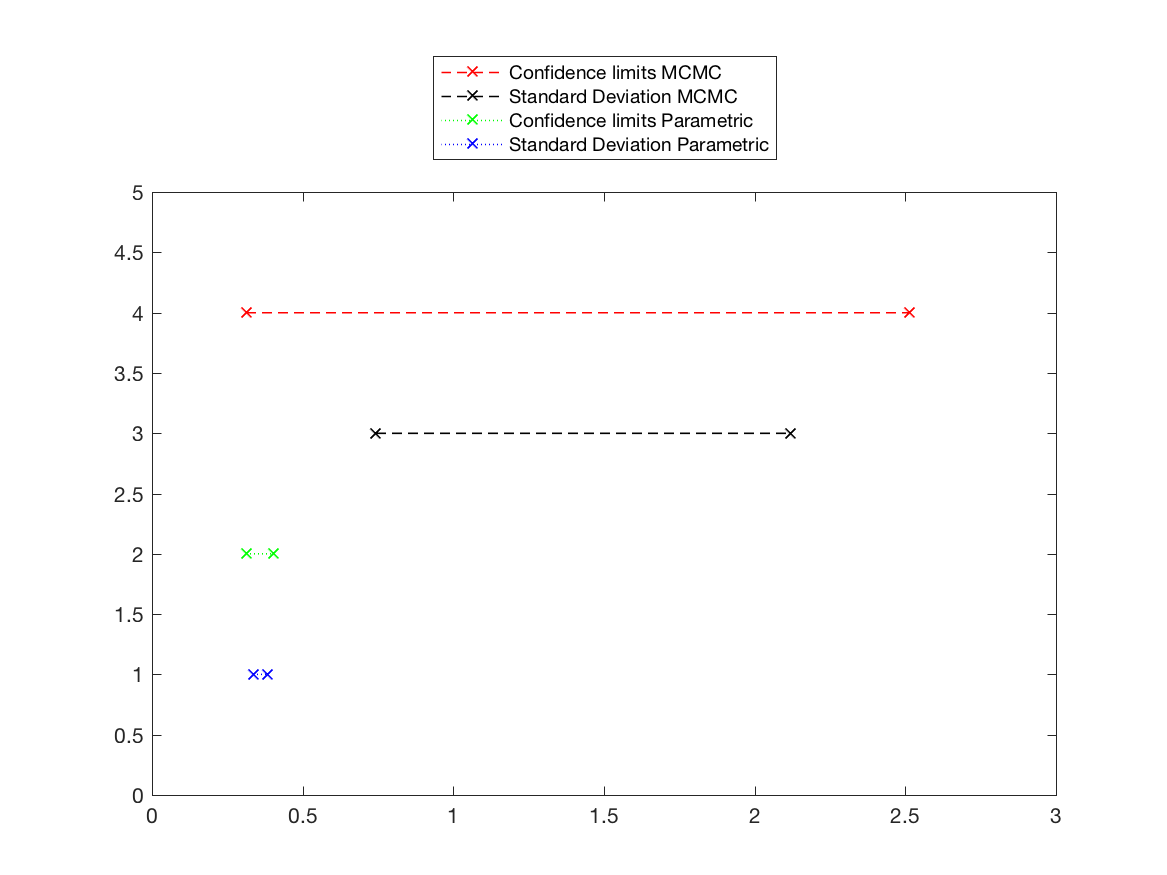 Confidence limits MCMC
Standard Deviation MCMC
Confidence limits Parametric
Standard Deviation Parametric
5
4.5
4
3.5
3
2.5
2
1.5
1
0.5
0
0 0.5 1 1.5 2 2.5 3